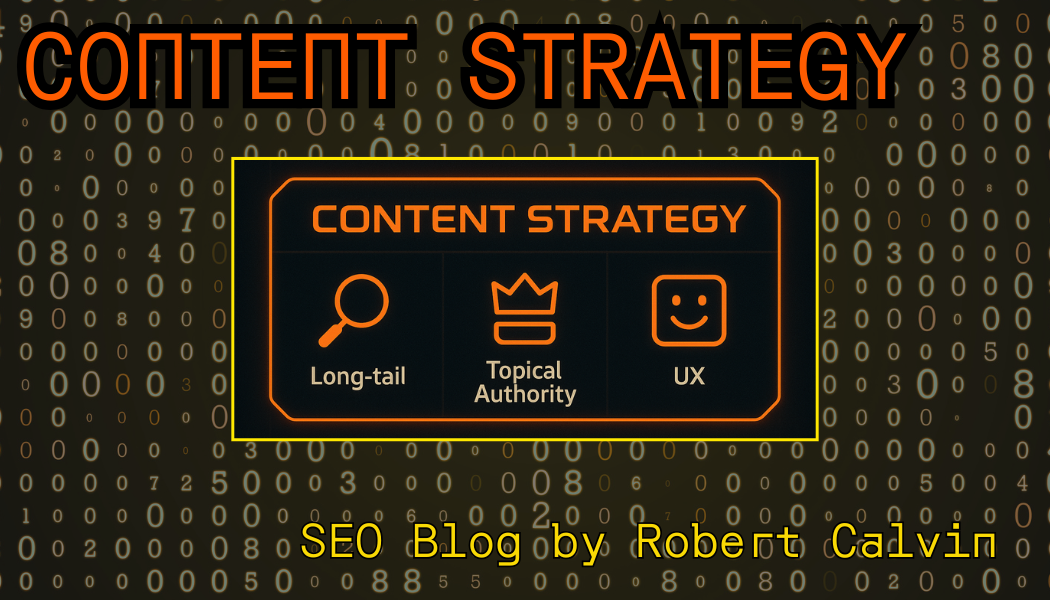 CONTENT STRATEGY
CONTENT STRATEGY
Long-tail
Topical
Authority
UX
SEO Blog by Robert Calvin